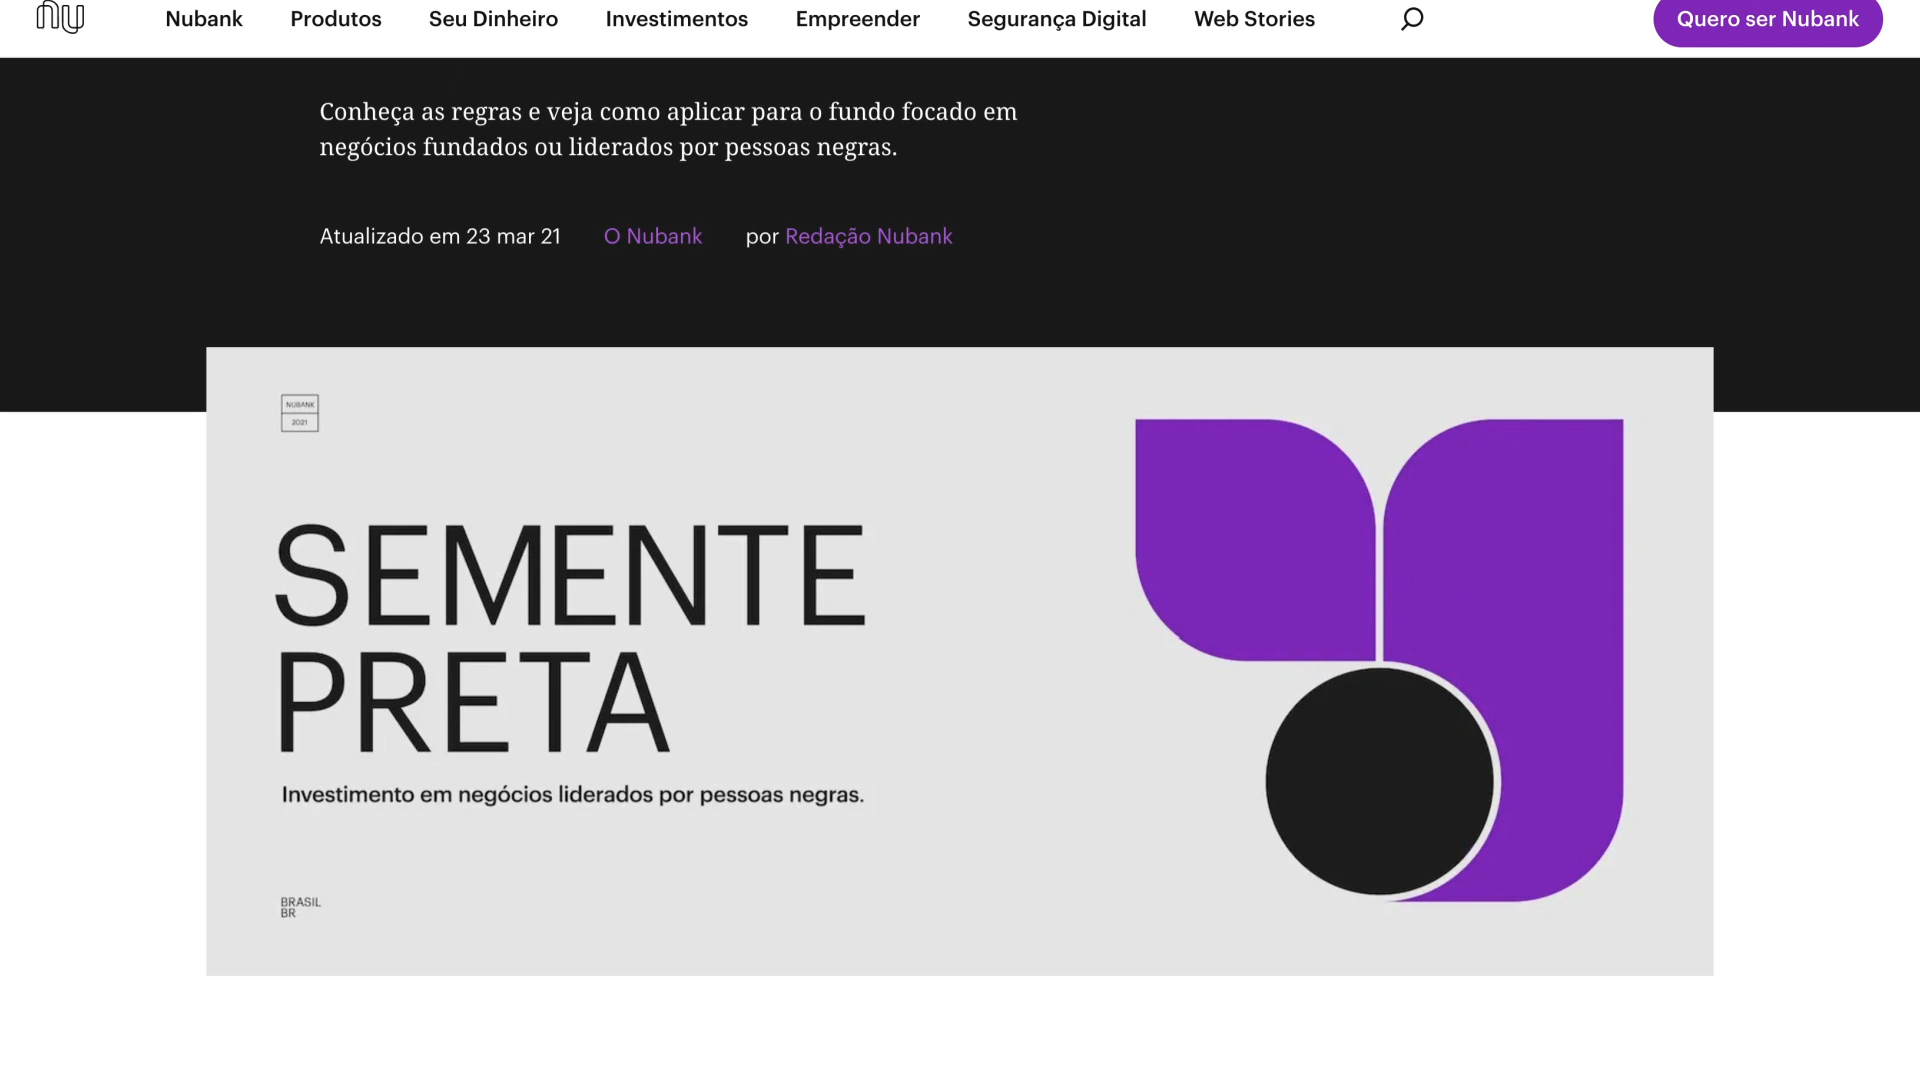 nu
Nubank Produtos Seu Dinheiro Investimentos Empreender Segurança Digital Web Stories Quero ser Nubank
Conheça as regras e veja como aplicar para o fundo focado em
negócios fundados ou liderados por pessoas negras.
Atualizado em 23 mar 21 O Nubank por Redação Nubank
NUBANK
2021
SEMENTE
PRETA
Investimento em negócios liderados por pessoas negras.
BRASIL
BR